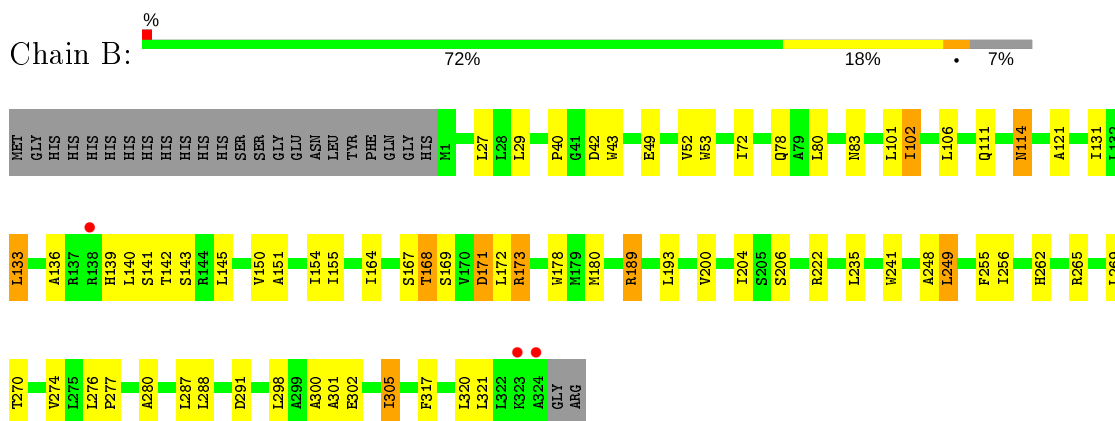 %
Chain B:
72% 18% • 7%
MET GLY HIS HIS HIS HIS HIS HIS HIS HIS HIS HIS SER SER GLY GLU ASN LEU TYR PHE GLN GLY HIS M1 L27 L28 L29 P40 G41 D42 W43 E49 V52 W53 I72 Q78 A79 L80 N83 L101 I102 L106 Q111 N114 A121 I131 L132
L133 A136 R137 R138 H139 L140 S141 T142 S143 R144 L145 V150 A151 I154 I155 I164 S167 T168 S169 V170 D171 L172 R173 W178 M179 M180 R189 L193 V200 I204 S205 S206 R222 L235 W241 A248 L249 F255 I256 H262 R265
T270 V274 L275 L276 P277 A280 L287 L288 D291 L298 A299 A300 A301 E302 I305 F317 L320 L321 L322 K323 A324 GLY ARG